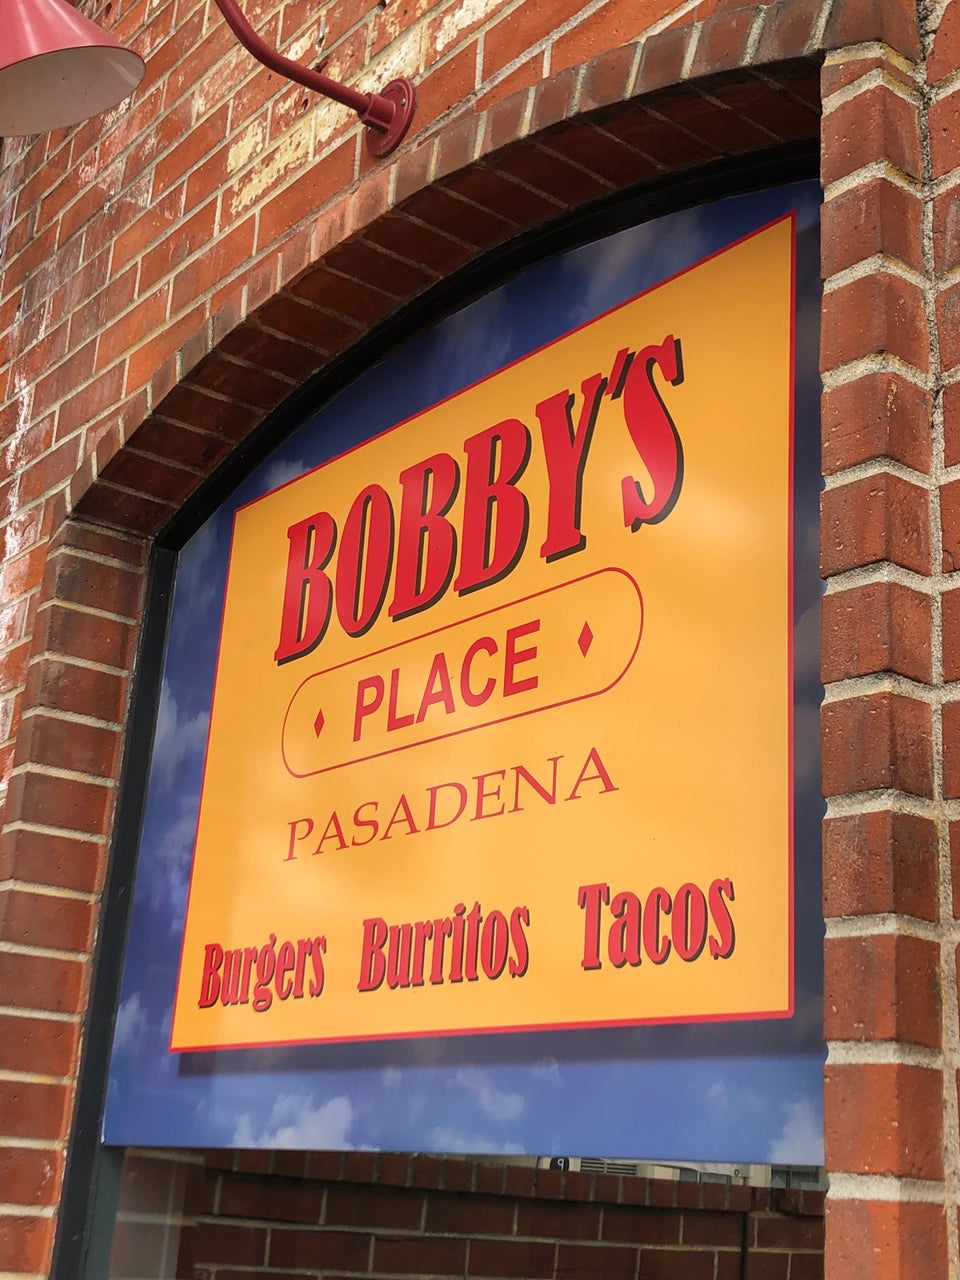 BOBBY'S
PLACE
PASADENA
Burgers Burritos Tacos